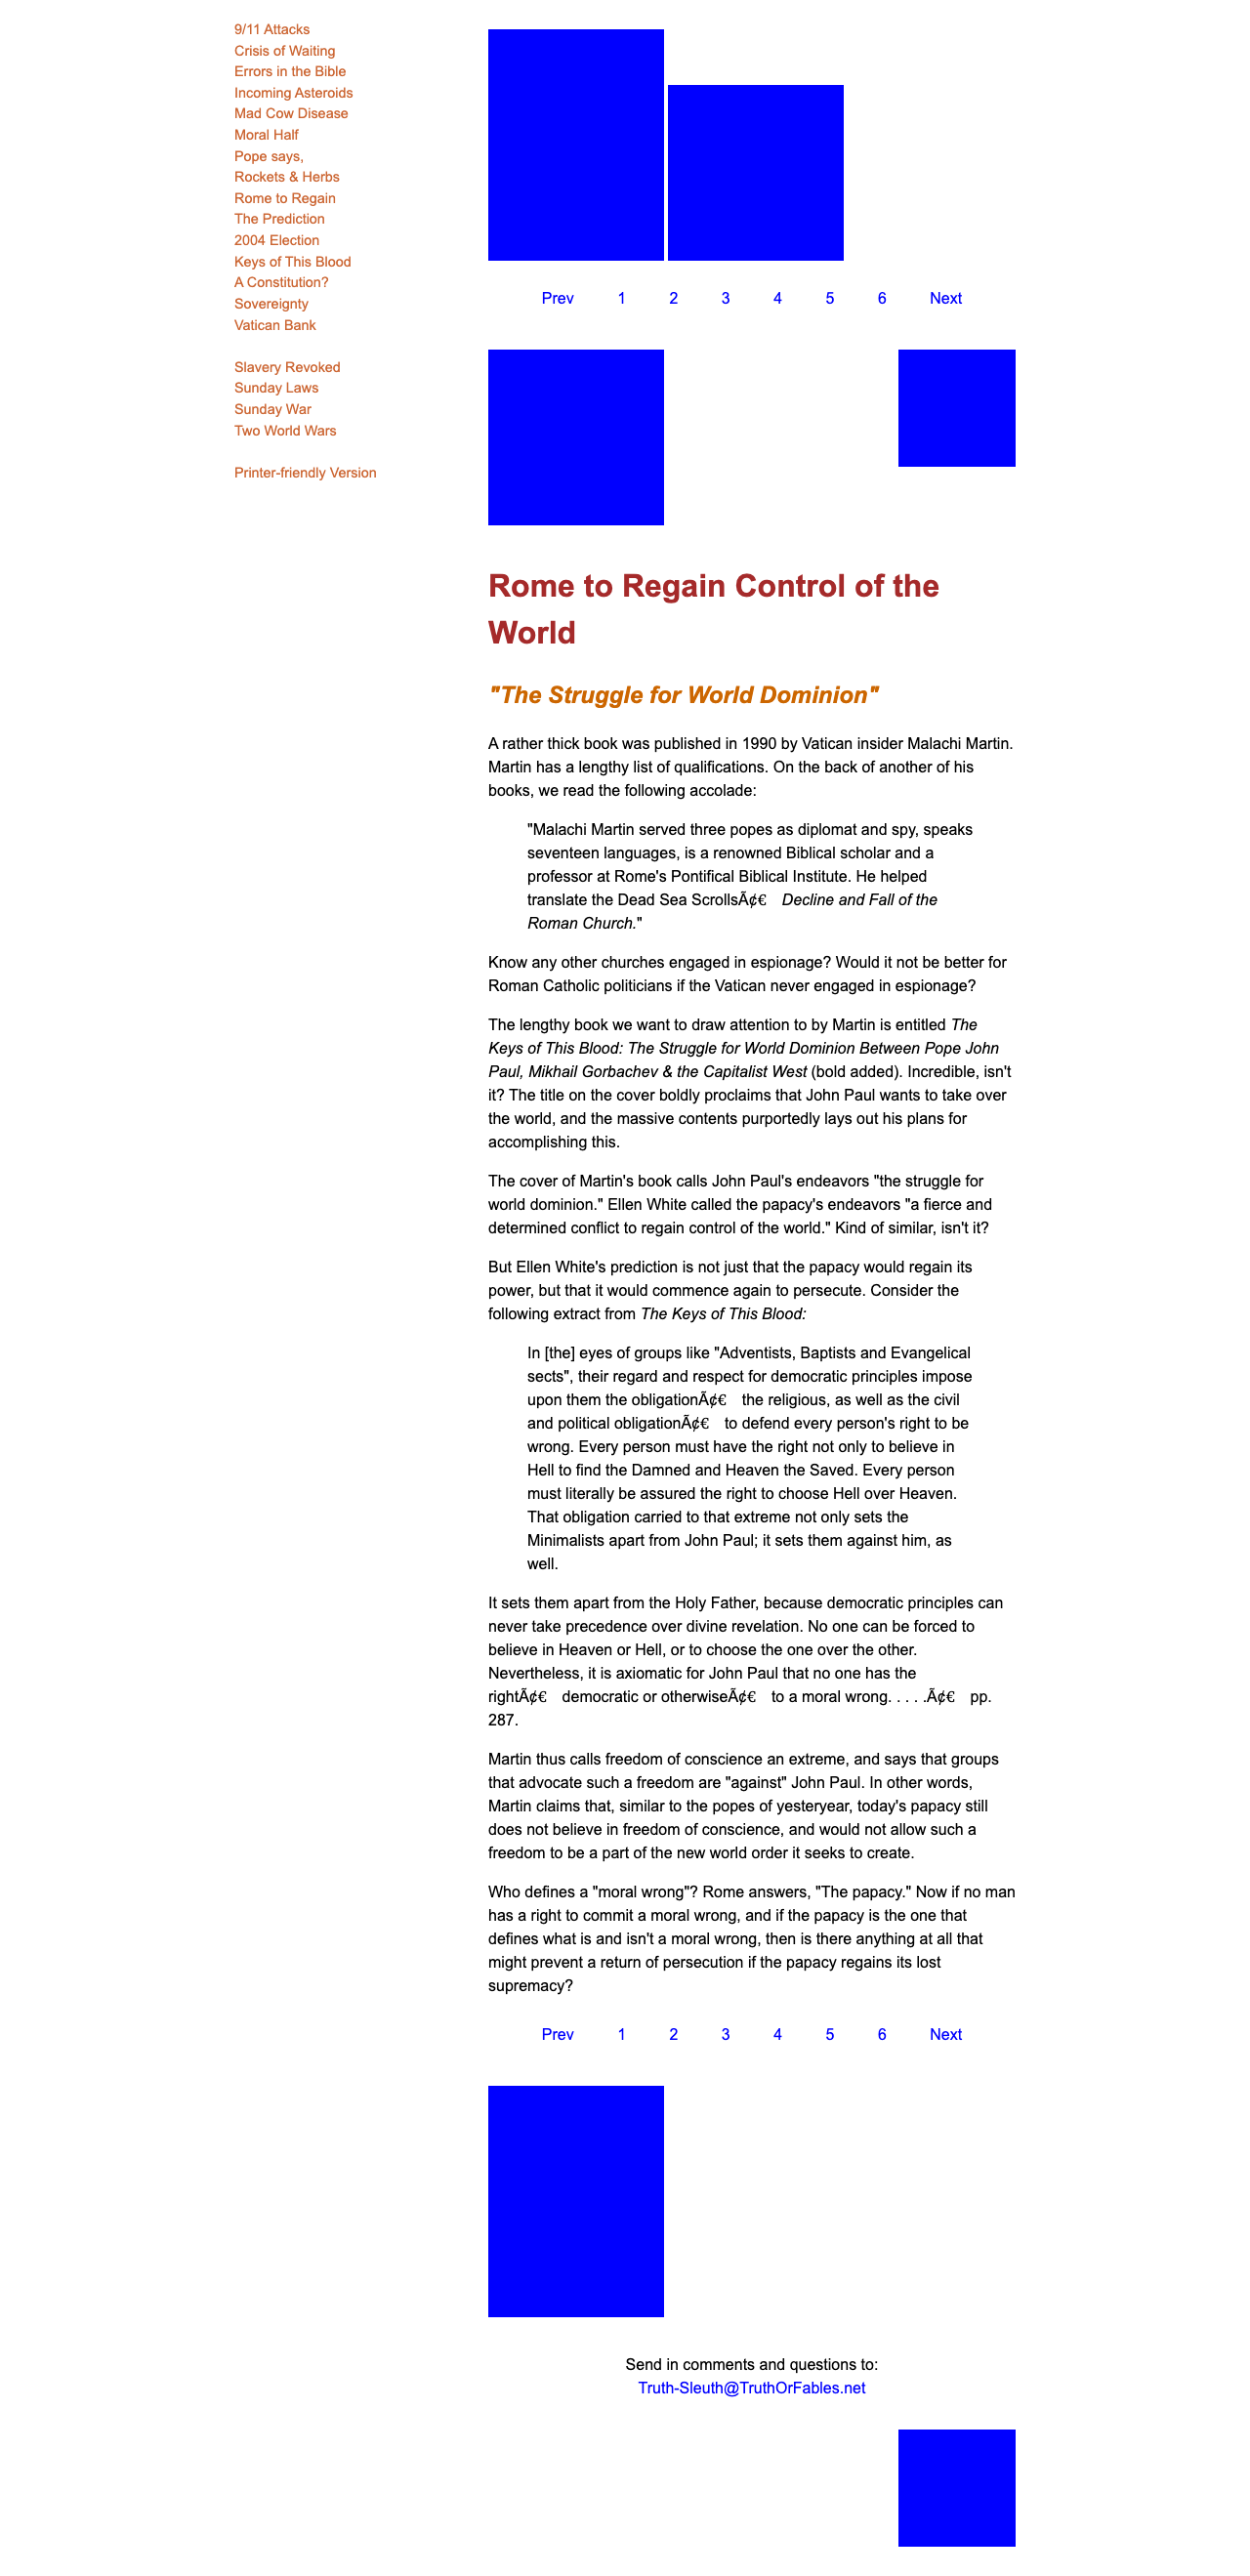 9/11 Attacks
Crisis of Waiting
Errors in the Bible
Incoming Asteroids
Mad Cow Disease
Moral Half
Pope says,
Rockets & Herbs
Rome to Regain
The Prediction
2004 Election
Keys of This Blood
A Constitution?
Sovereignty
Vatican Bank
Slavery Revoked
Sunday Laws
Sunday War
Two World Wars
Printer-friendly Version
Prev 1 2 3 4 5 6 Next
Rome to Regain Control of the
World
"The Struggle for World Dominion"
A rather thick book was published in 1990 by Vatican insider Malachi Martin.
Martin has a lengthy list of qualifications. On the back of another of his
books, we read the following accolade:
"Malachi Martin served three popes as diplomat and spy, speaks
seventeen languages, is a renowned Biblical scholar and a
professor at Rome's Pontifical Biblical Institute. He helped
translate the Dead Sea ScrollsÃ¢€ Decline and Fall of the
Roman Church."
Know any other churches engaged in espionage? Would it not be better for
Roman Catholic politicians if the Vatican never engaged in espionage?
The lengthy book we want to draw attention to by Martin is entitled The
Keys of This Blood: The Struggle for World Dominion Between Pope John
Paul, Mikhail Gorbachev & the Capitalist West (bold added). Incredible, isn't
it? The title on the cover boldly proclaims that John Paul wants to take over
the world, and the massive contents purportedly lays out his plans for
accomplishing this.
The cover of Martin's book calls John Paul's endeavors "the struggle for
world dominion." Ellen White called the papacy's endeavors "a fierce and
determined conflict to regain control of the world." Kind of similar, isn't it?
But Ellen White's prediction is not just that the papacy would regain its
power, but that it would commence again to persecute. Consider the
following extract from The Keys of This Blood:
In [the] eyes of groups like "Adventists, Baptists and Evangelical
sects", their regard and respect for democratic principles impose
upon them the obligationÃ¢€ the religious, as well as the civil
and political obligationÃ¢€ to defend every person's right to be
wrong. Every person must have the right not only to believe in
Hell to find the Damned and Heaven the Saved. Every person
must literally be assured the right to choose Hell over Heaven.
That obligation carried to that extreme not only sets the
Minimalists apart from John Paul; it sets them against him, as
well.
It sets them apart from the Holy Father, because democratic principles can
never take precedence over divine revelation. No one can be forced to
believe in Heaven or Hell, or to choose the one over the other.
Nevertheless, it is axiomatic for John Paul that no one has the
rightÃ¢€ democratic or otherwiseÃ¢€ to a moral wrong. . . . .Ã¢€ pp.
287.
Martin thus calls freedom of conscience an extreme, and says that groups
that advocate such a freedom are "against" John Paul. In other words,
Martin claims that, similar to the popes of yesteryear, today's papacy still
does not believe in freedom of conscience, and would not allow such a
freedom to be a part of the new world order it seeks to create.
Who defines a "moral wrong"? Rome answers, "The papacy." Now if no man
has a right to commit a moral wrong, and if the papacy is the one that
defines what is and isn't a moral wrong, then is there anything at all that
might prevent a return of persecution if the papacy regains its lost
supremacy?
Prev 1 2 3 4 5 6 Next
Send in comments and questions to:
Truth-Sleuth@TruthOrFables.net